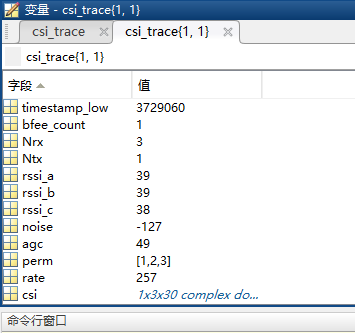 变量 - csi_trace{1, 1}
csi_trace csi_trace{1, 1}
csi_trace{1, 1}
字段 值
timestamp_low 3729060
bfee_count 1
Nrx 3
Ntx 1
rssi_a 39
rssi_b 39
rssi_c 38
noise -127
agc 49
perm [1,2,3]
rate 257
csi 1x3x30 complex do...
命令行窗口